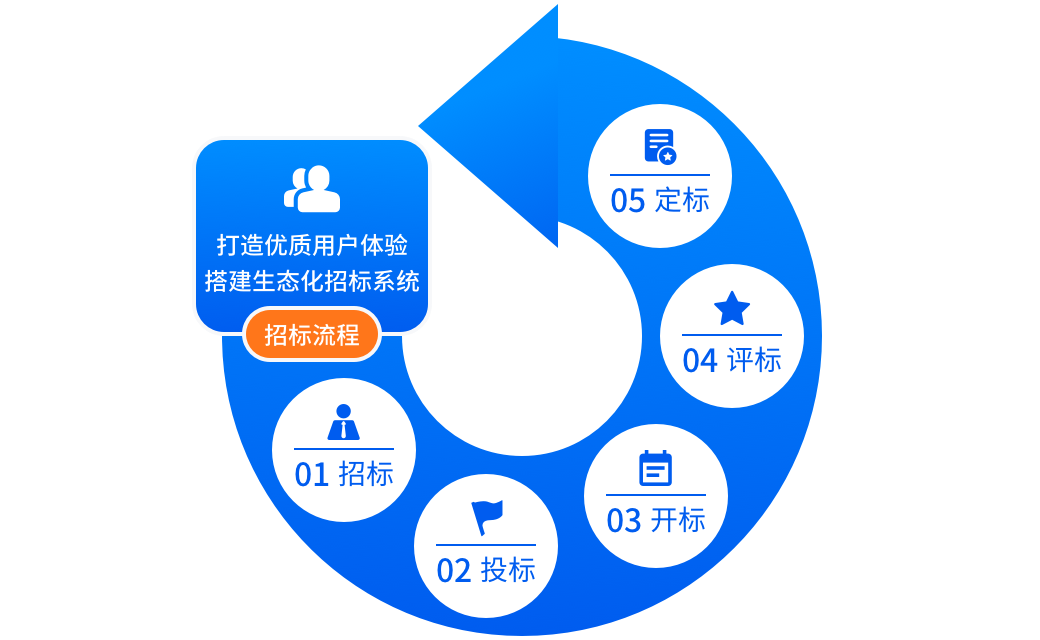 打造优质用户体验
搭建生态化招标系统
招标流程
01 招标
02 投标
03 开标
04 评标
05 定标